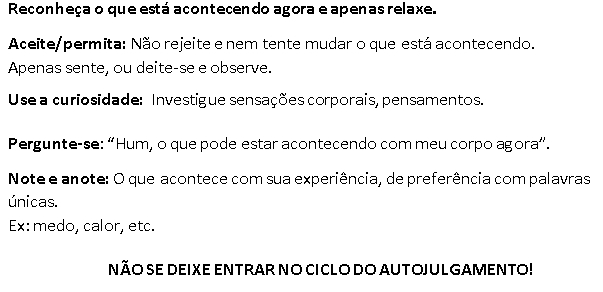 Reconheça o que está acontecendo agora e apenas relaxe.
Aceite/permita: Não rejeite e nem tente mudar o que está acontecendo.
Apenas sente, ou deite-se e observe.
Use a curiosidade: Investigue sensações corporais, pensamentos.
Pergunte-se: “Hum, o que pode estar acontecendo com meu corpo agora”.
Note e anote: O que acontece com sua experiência, de preferência com palavras
únicas.
Ex: medo, calor, etc.
NÃO SE DEIXE ENTRAR NO CICLO DO AUTOJULGAMENTO!